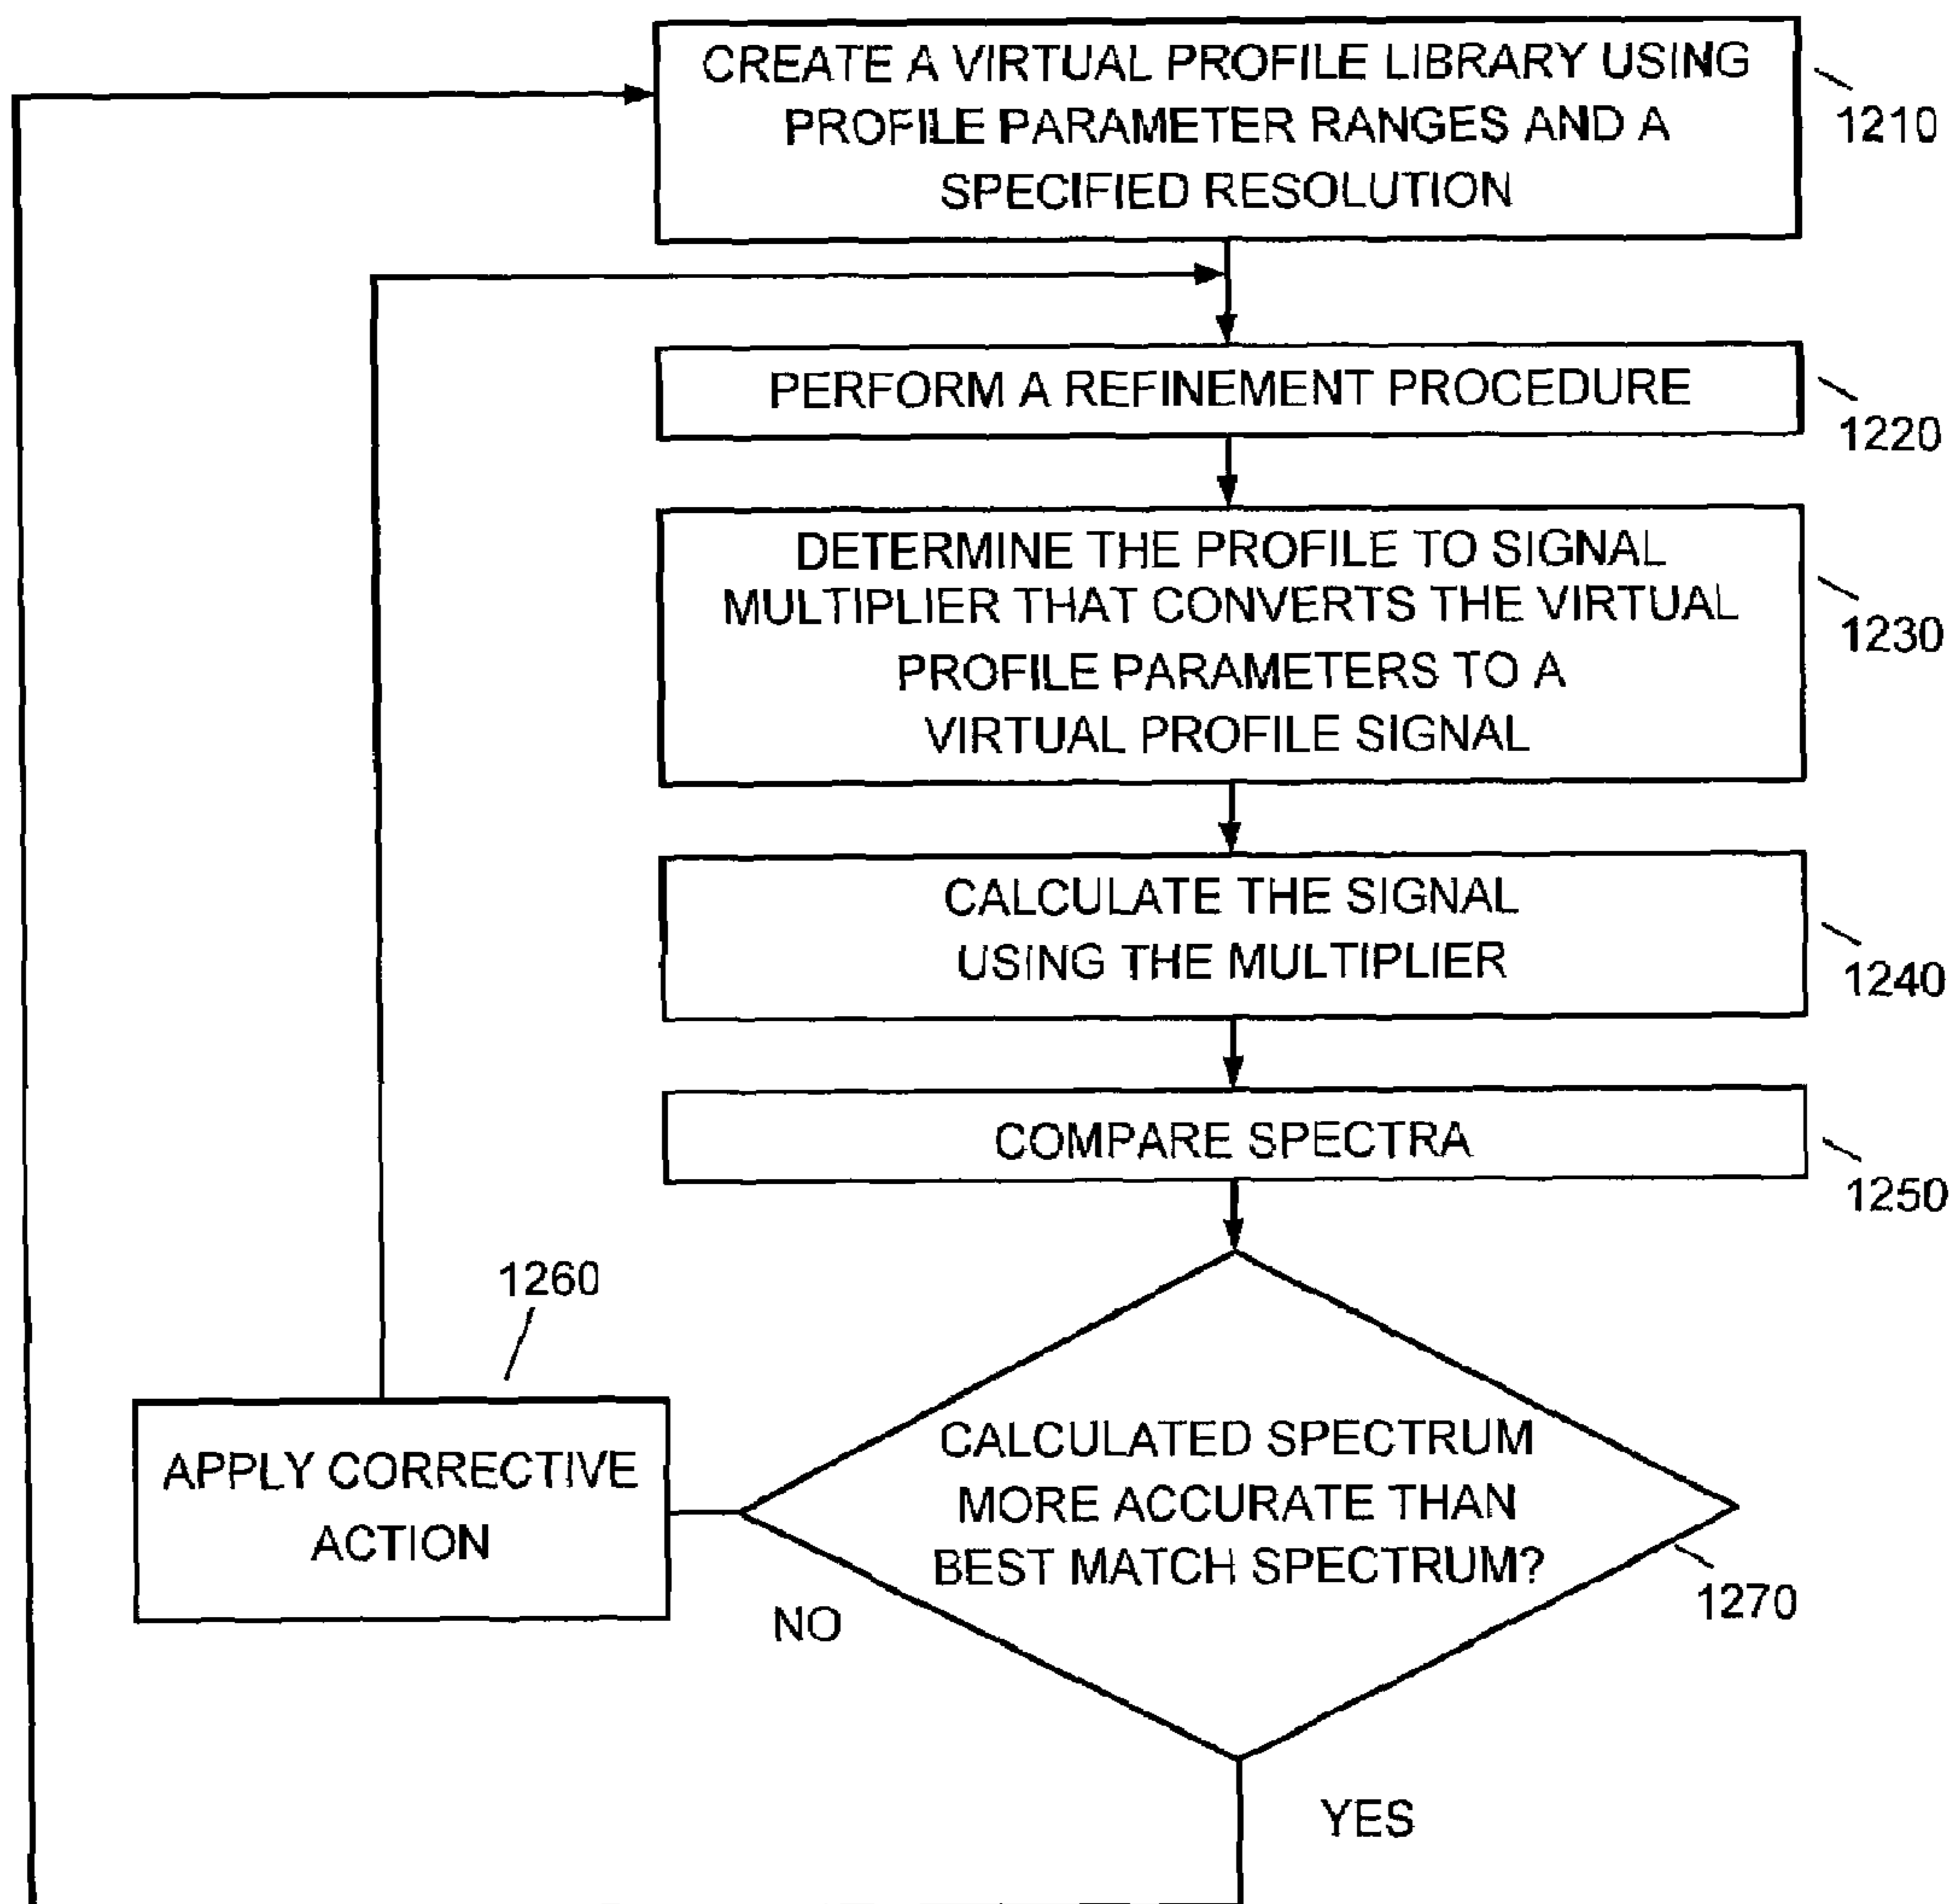 CREATE A VIRTUAL PROFILE LIBRARY USING
PROFILE PARAMETER RANGES AND A
SPECIFIED RESOLUTION
1210
PERFORM A REFINEMENT PROCEDURE
1220
DETERMINE THE PROFILE TO SIGNAL
MULTIPLIER THAT CONVERTS THE VIRTUAL
PROFILE PARAMETERS TO A
VIRTUAL PROFILE SIGNAL
1230
CALCULATE THE SIGNAL
USING THE MULTIPLIER
1240
COMPARE SPECTRA
1250
1260
APPLY CORRECTIVE
ACTION
CALCULATED SPECTRUM
MORE ACCURATE THAN
BEST MATCH SPECTRUM?
1270
NO
YES